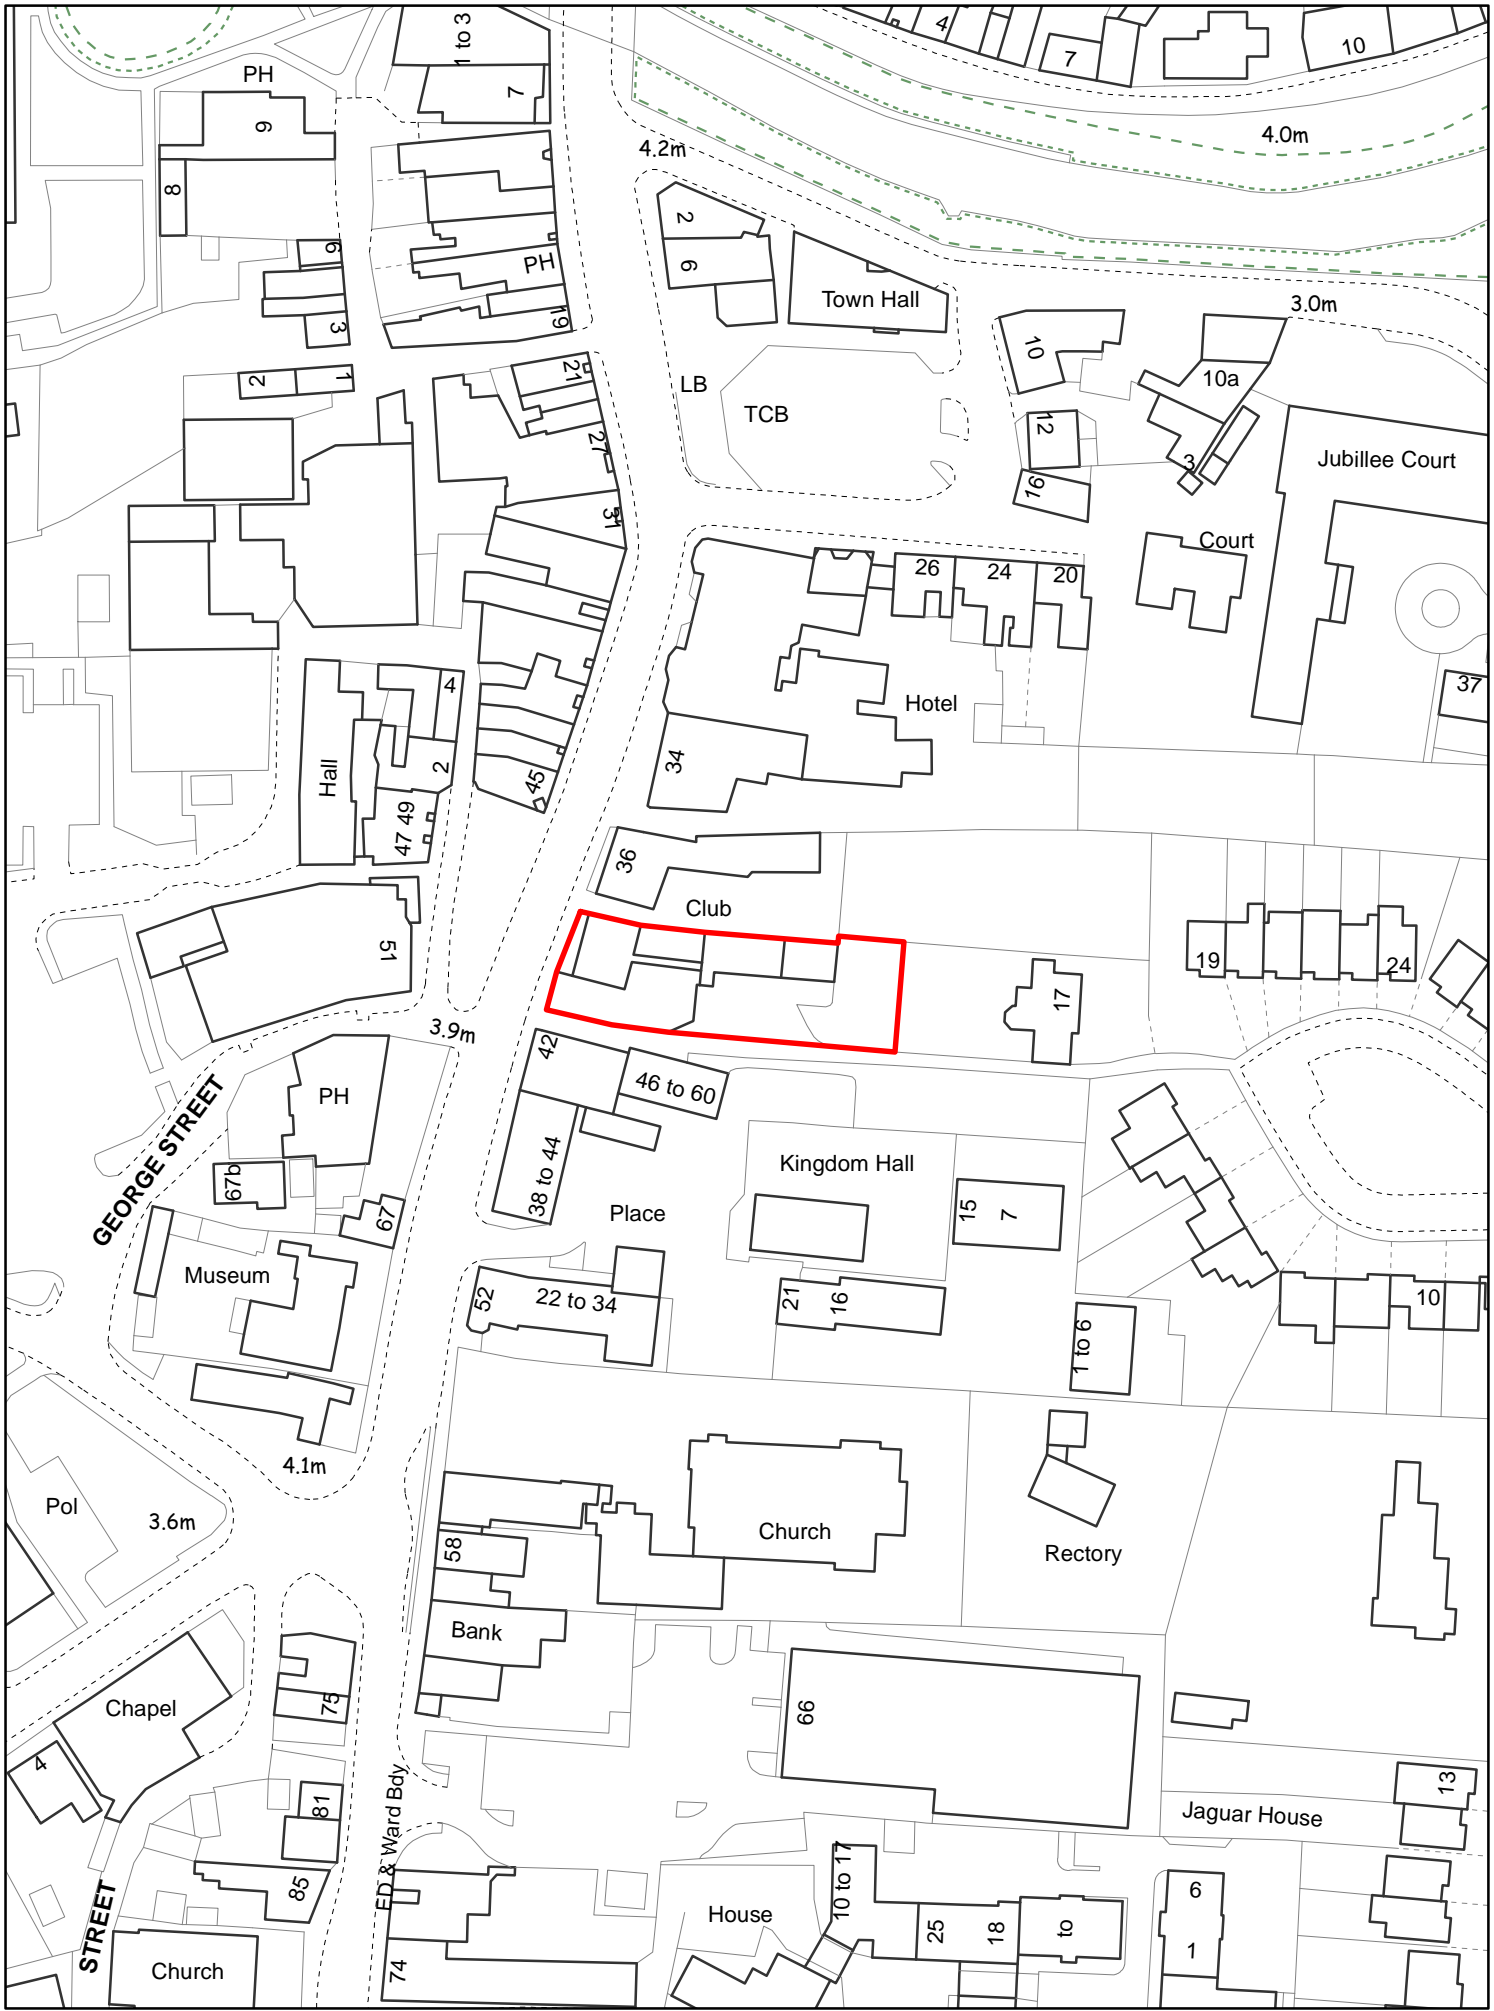 1 to 3
4
7
10
PH
7
9
4.0m
4.2m
8
2
6
PH
6
Town Hall
3.0m
19
3
10
21
2
1
LB
10a
TCB
12
27
3
Jubillee Court
16
31
Court
26
24
20
4
37
Hotel
34
2
Hall
45
47 49
36
Club
51
19
24
17
3.9m
42
PH
46 to 60
GEORGE STREET
Kingdom Hall
67b
38 to 44
15
7
67
Place
Museum
52
22 to 34
21
16
10
1 to 6
4.1m
Pol
3.6m
Church
58
Rectory
Bank
75
Chapel
66
4
13
81
ED & Ward Bdy
Jaguar House
85
10 to 17
6
House
25
18
to
STREET
1
Church
74